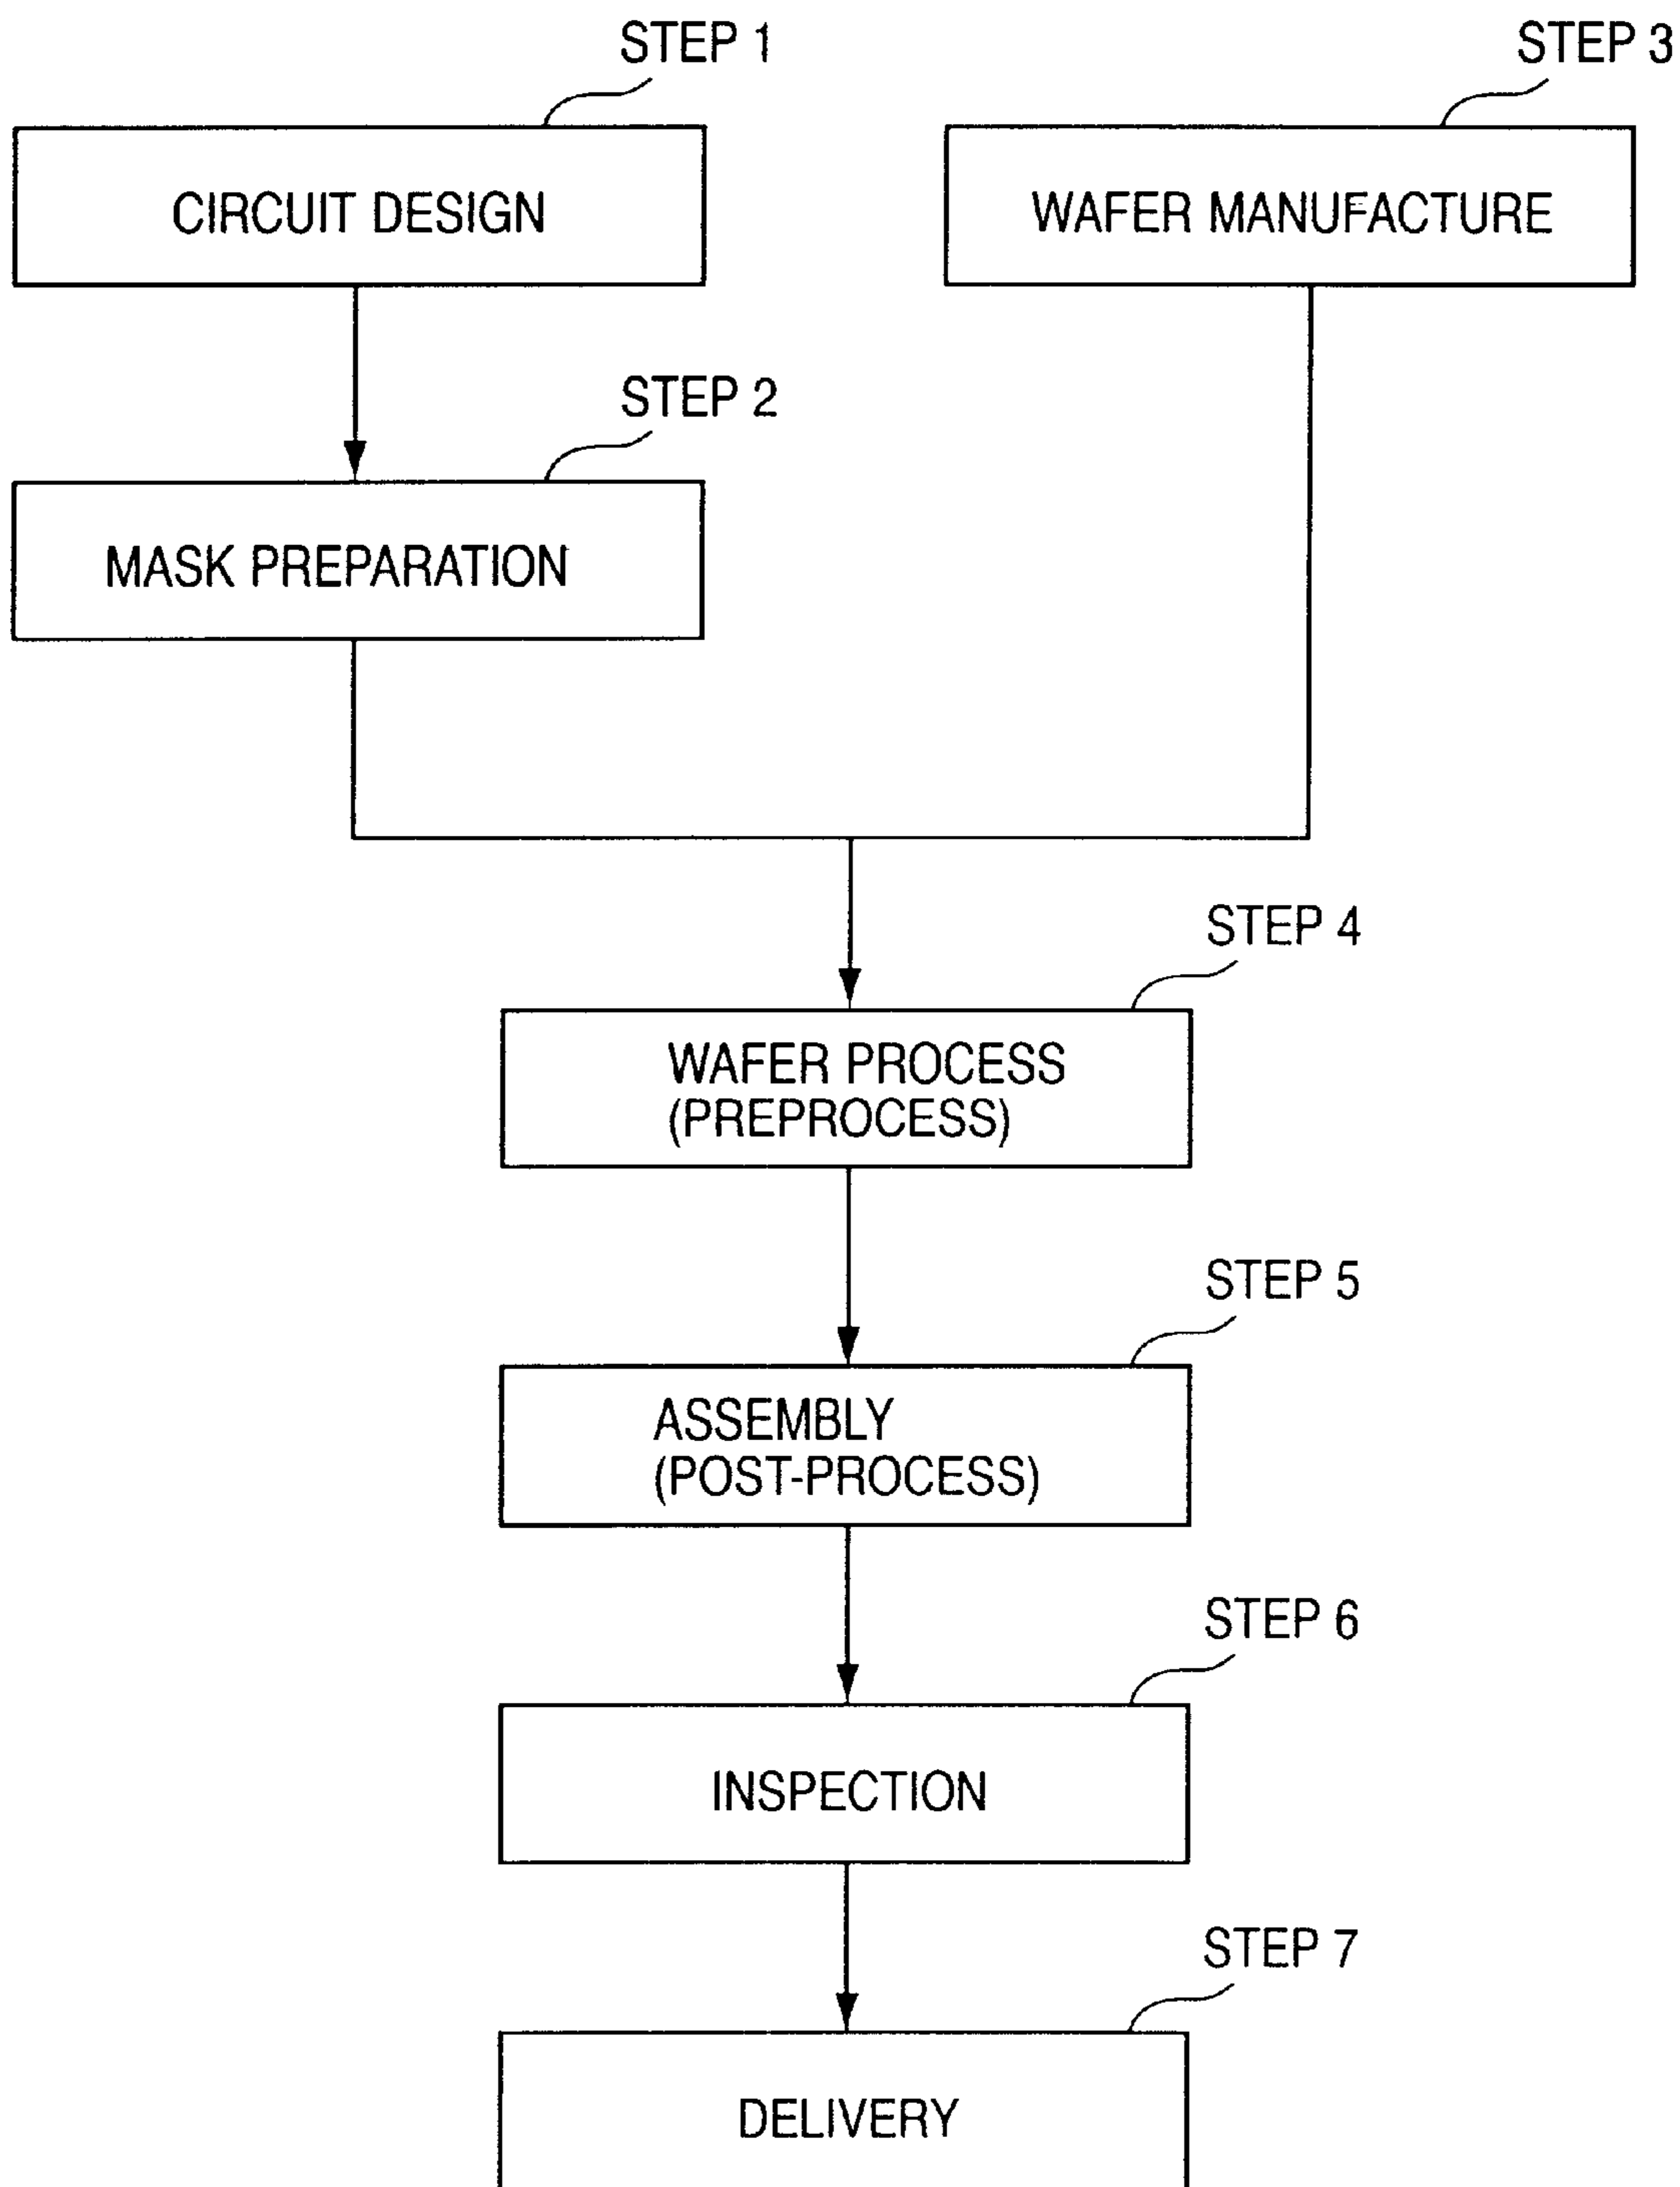 STEP 1
STEP 3
CIRCUIT DESIGN
WAFER MANUFACTURE
STEP 2
MASK PREPARATION
STEP 4
WAFER PROCESS
(PREPROCESS)
STEP 5
ASSEMBLY
(POST-PROCESS)
STEP 6
INSPECTION
STEP 7
DELIVERY